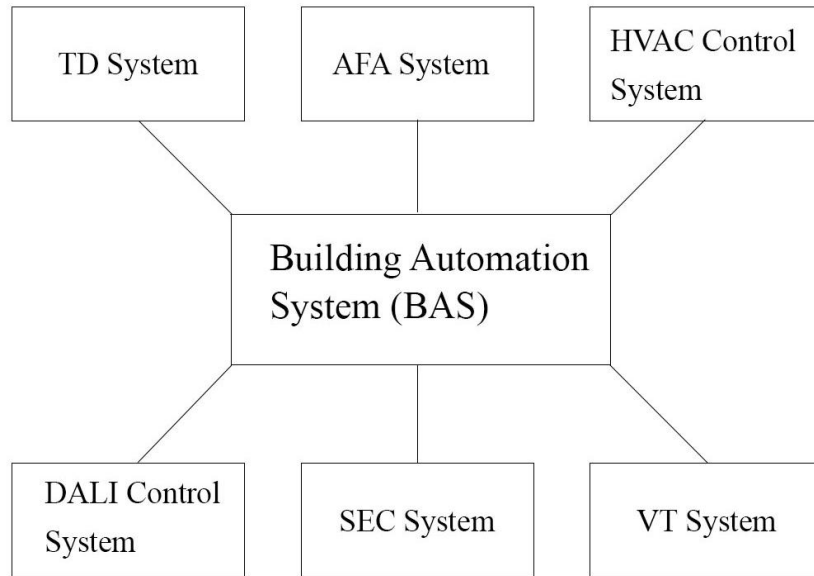 TD System
AFA System
HVAC Control
System
Building Automation
System (BAS)
DALI Control
System
SEC System
VT System